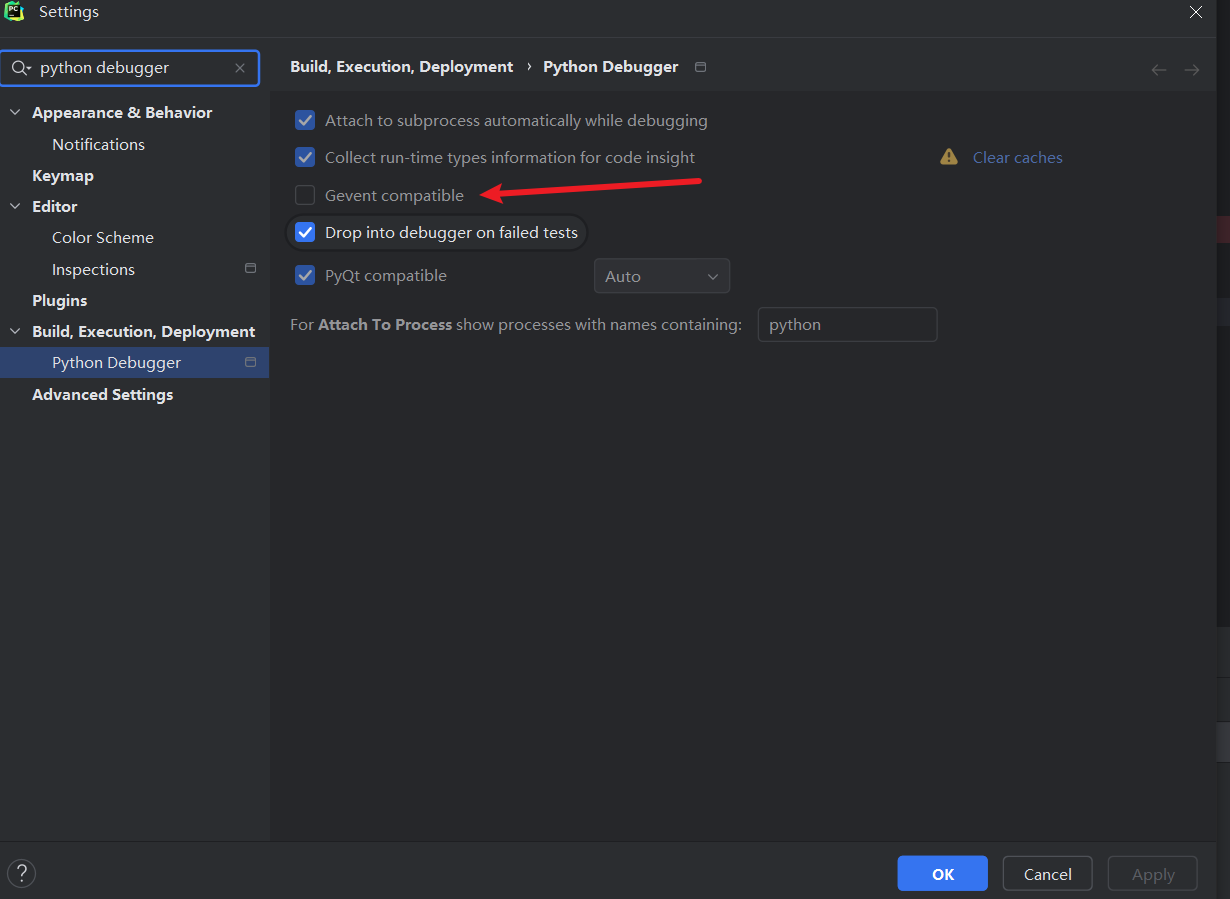 PC
Settings
python debugger
Appearance & Behavior
Notifications
Keymap
Editor
Color Scheme
Inspections
Plugins
Build, Execution, Deployment
Python Debugger
Advanced Settings
Build, Execution, Deployment › Python Debugger
Attach to subprocess automatically while debugging
Collect run-time types information for code insight
Clear caches
Gevent compatible
Drop into debugger on failed tests
PyQt compatible
Auto
For Attach To Process show processes with names containing: python
?
OK
Cancel
Apply